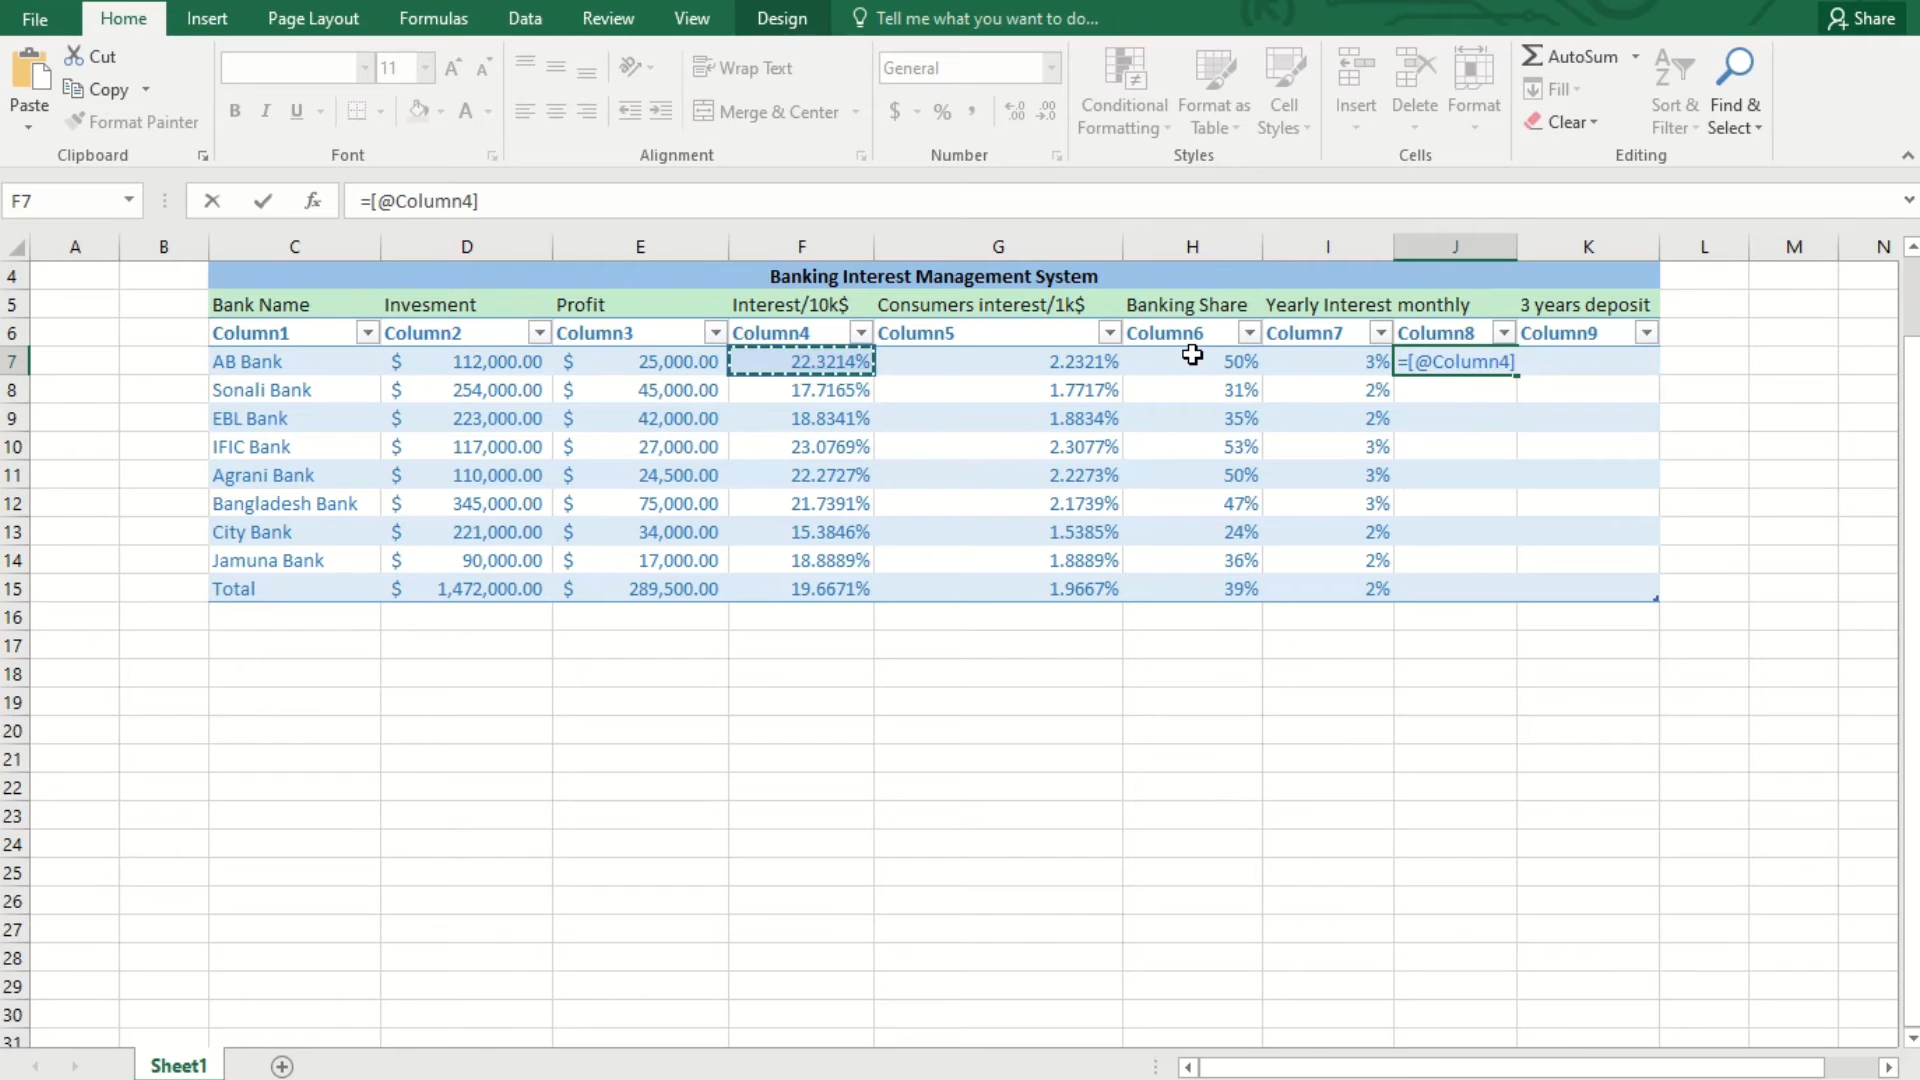 File Home Insert Page Layout Formulas Data Review View Design Tell me what you want to do... Share
Cut
Copy
Format Painter
Paste
Clipboard
11
B I U A
Font
Wrap Text
Merge & Center
Alignment
General
$ % ,
Number
Conditional Formatting
Format as Table
Cell Styles
Styles
Insert Delete Format
Cells
AutoSum
Fill
Clear
Sort & Filter
Find & Select
Editing
F7 fx =[@Column4]
A B C D E F G H I J K L M N
4 Banking Interest Management System
5 Bank Name Invesment Profit Interest/10k$ Consumers interest/1k$ Banking Share Yearly Interest monthly 3 years deposit
6 Column1 Column2 Column3 Column4 Column5 Column6 Column7 Column8 Column9
7 AB Bank $ 112,000.00 $ 25,000.00 22.3214% 2.2321% 50% 3% =[@Column4]
8 Sonali Bank $ 254,000.00 $ 45,000.00 17.7165% 1.7717% 31% 2%
9 EBL Bank $ 223,000.00 $ 42,000.00 18.8341% 1.8834% 35% 2%
10 IFIC Bank $ 117,000.00 $ 27,000.00 23.0769% 2.3077% 53% 3%
11 Agrani Bank $ 110,000.00 $ 24,500.00 22.2727% 2.2273% 50% 3%
12 Bangladesh Bank $ 345,000.00 $ 75,000.00 21.7391% 2.1739% 47% 3%
13 City Bank $ 221,000.00 $ 34,000.00 15.3846% 1.5385% 24% 2%
14 Jamuna Bank $ 90,000.00 $ 17,000.00 18.8889% 1.8889% 36% 2%
15 Total $ 1,472,000.00 $ 289,500.00 19.6671% 1.9667% 39% 2%
16
17
18
19
20
21
22
23
24
25
26
27
28
29
30
31
Sheet1